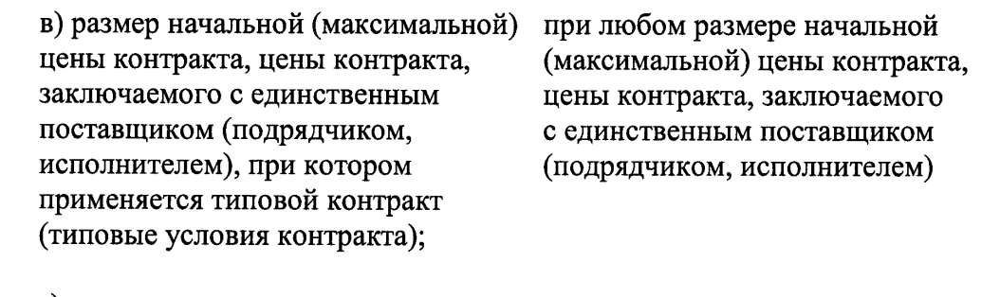 в) размер начальной (максимальной)
цены контракта, цены контракта,
заключаемого с единственным
поставщиком (подрядчиком,
исполнителем), при котором
применяется типовой контракт
(типовые условия контракта);
при любом размере начальной
(максимальной) цены контракта,
цены контракта, заключаемого
с единственным поставщиком
(подрядчиком, исполнителем)